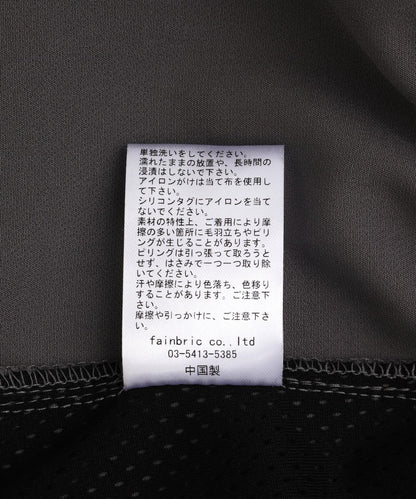 単独洗いをしてください。
濡れたままの放置や、長時間の
浸漬はしないで下さい。
アイロンがけは当て布を使用し
て下さい。
シリコンタグにアイロンを当て
ないでください。
素材の特性上、ご着用により摩
擦の多い箇所に毛羽立ちやピリ
ングが生じることがあります。
ピリングは引っ張って取ろうと
せず、はさみで一つ一つ取り除
いてください。
汗や摩擦により色落ち、色移り
することがあります。ご注意下
さい。
摩擦や引っかけに、ご注意下さ
い。
fainbric co.,ltd
03-5413-5385
中国製